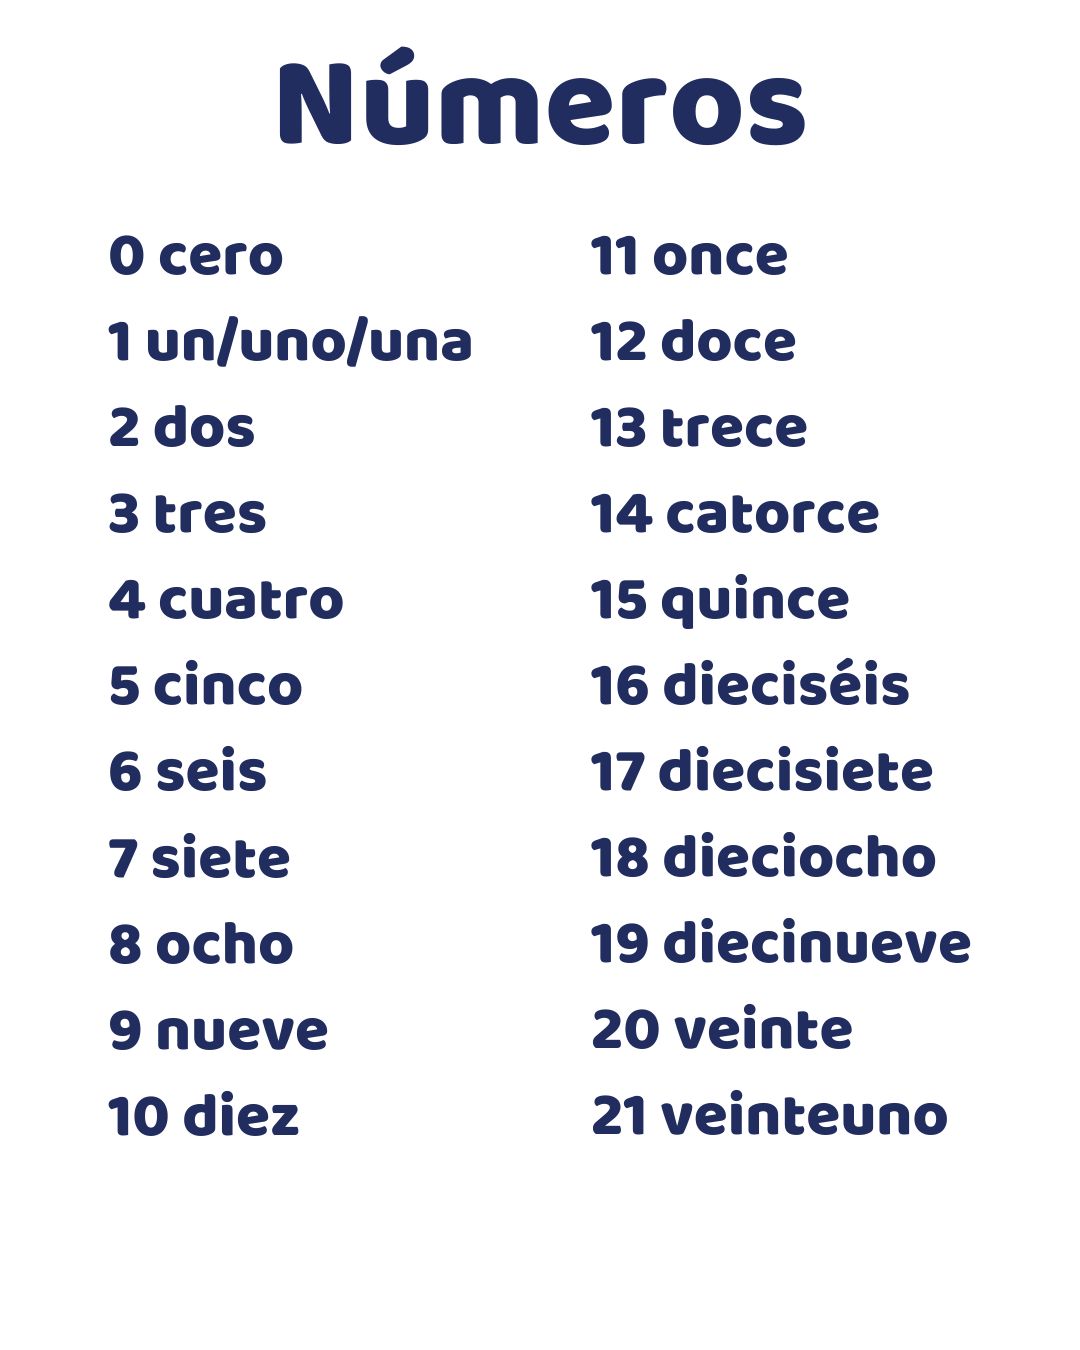 Números
0 cero
1 un/uno/una
2 dos
3 tres
4 cuatro
5 cinco
6 seis
7 siete
8 ocho
9 nueve
10 diez
11 once
12 doce
13 trece
14 catorce
15 quince
16 dieciséis
17 diecisiete
18 dieciocho
19 diecinueve
20 veinte
21 veinteuno